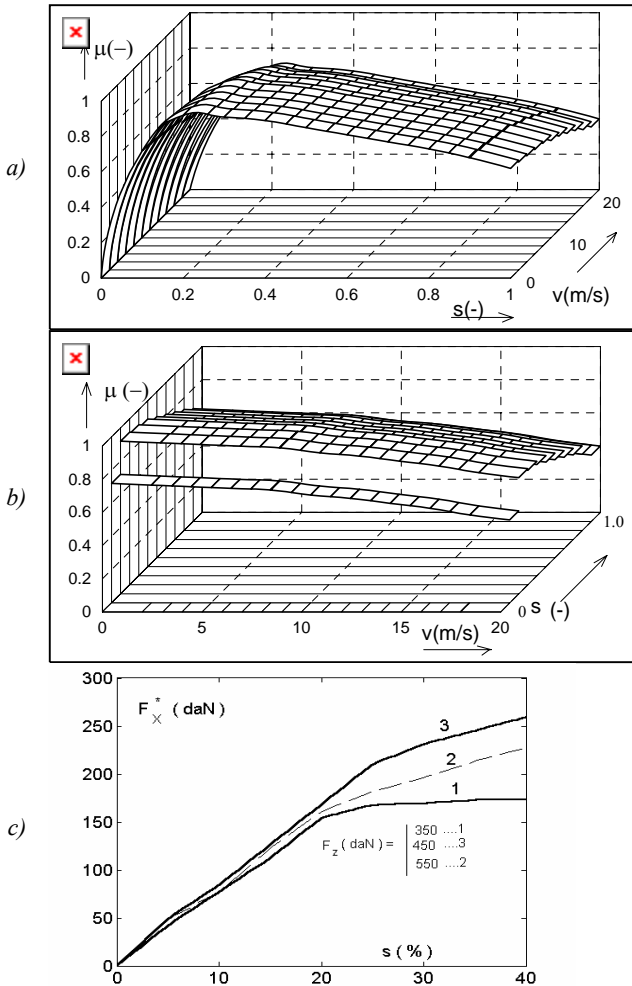 a)
μ(−)
1
0.8
0.6
0.4
0.2
0
0 0.2 0.4 0.6 0.8 1
s(-)
0
10
20
v(m/s)
b)
μ (−)
1
0.8
0.6
0.4
0.2
0
0 5 10 15 20
v(m/s)
0
s (-)
1.0
c)
300
250
200
150
100
50
0
F*X (daN)
3
2
1
Fz (daN) =
350 ....1
450 ....3
550 ....2
s (%)
0 10 20 30 40